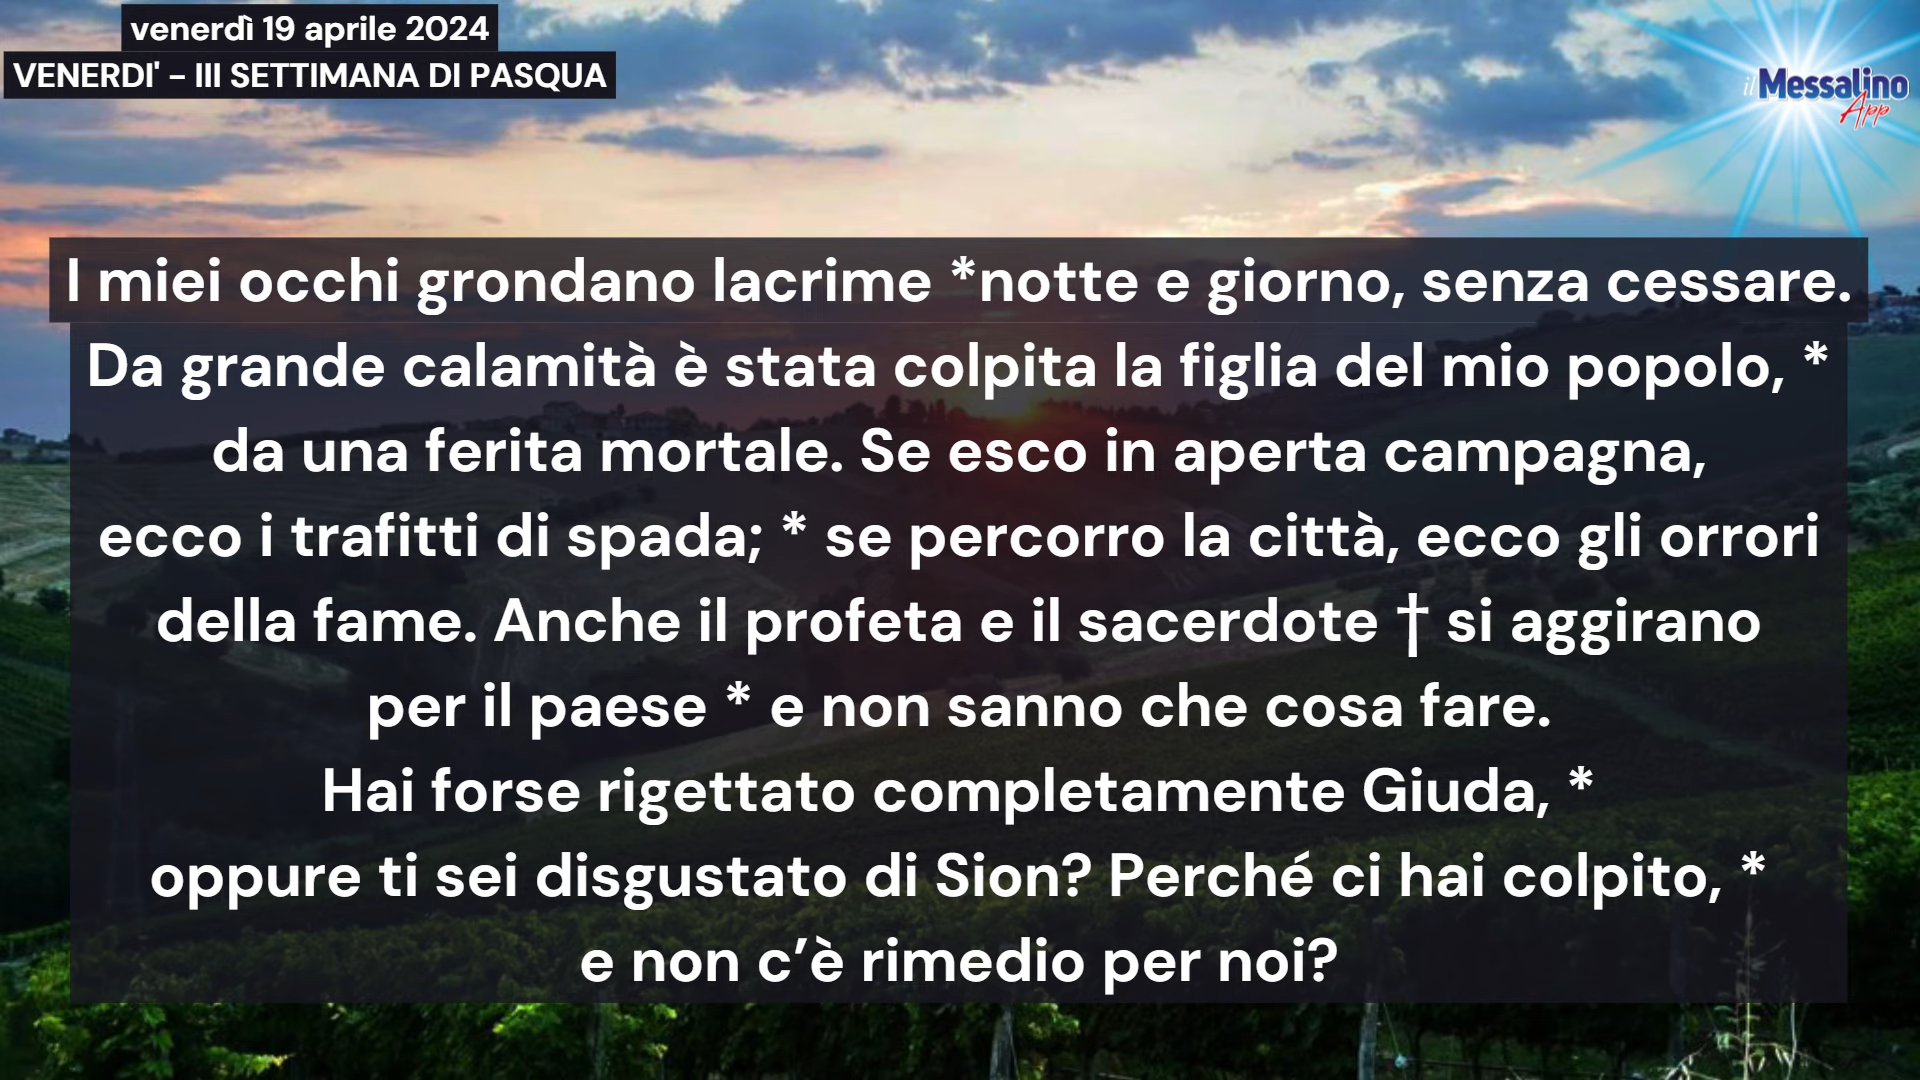 venerdì 19 aprile 2024
VENERDI' - III SETTIMANA DI PASQUA
il Messalino
App
I miei occhi grondano lacrime *notte e giorno, senza cessare.
Da grande calamità è stata colpita la figlia del mio popolo, *
da una ferita mortale. Se esco in aperta campagna,
ecco i trafitti di spada; * se percorro la città, ecco gli orrori
della fame. Anche il profeta e il sacerdote † si aggirano
per il paese * e non sanno che cosa fare.
Hai forse rigettato completamente Giuda, *
oppure ti sei disgustato di Sion? Perché ci hai colpito, *
e non c’è rimedio per noi?